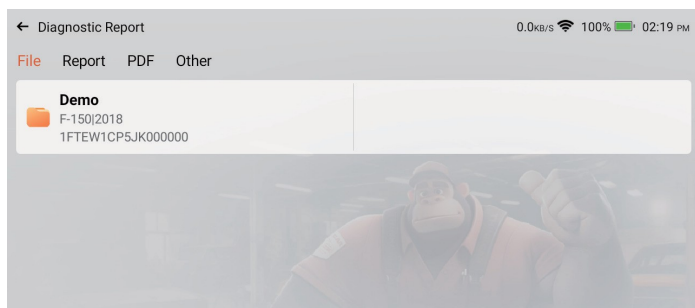 ← Diagnostic Report 0.0KB/S 100% 02:19 PM
File Report PDF Other
Demo
F-150|2018
1FTEW1CP5JK000000